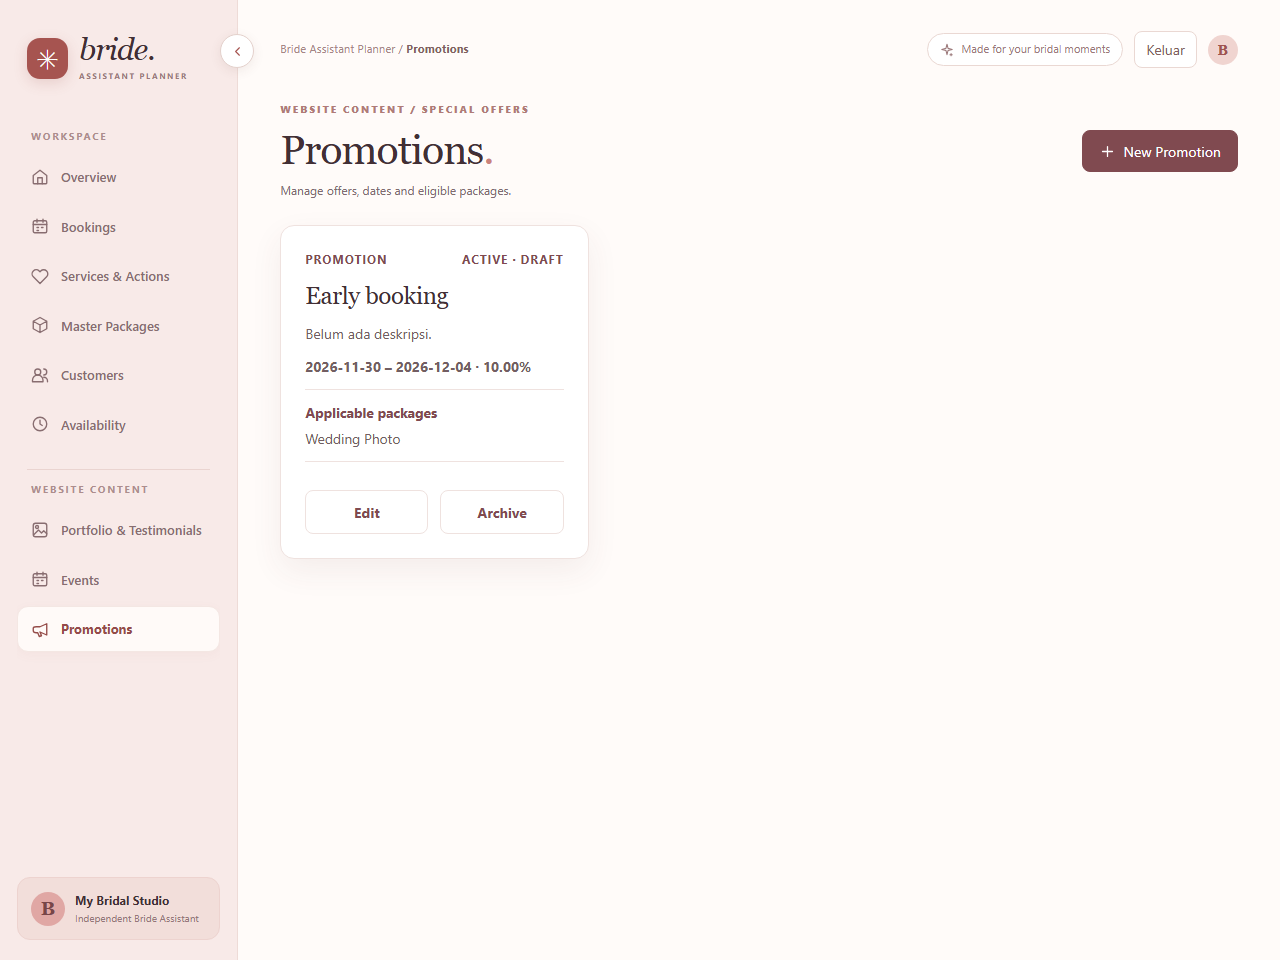 bride.
ASSISTANT PLANNER
WORKSPACE
Overview
Bookings
Services & Actions
Master Packages
Customers
Availability
WEBSITE CONTENT
Portfolio & Testimonials
Events
Promotions
B
My Bridal Studio
Independent Bride Assistant
Bride Assistant Planner / Promotions
Made for your bridal moments
Keluar
B
WEBSITE CONTENT / SPECIAL OFFERS
Promotions.
Manage offers, dates and eligible packages.
New Promotion
PROMOTION ACTIVE · DRAFT
Early booking
Belum ada deskripsi.
2026-11-30 – 2026-12-04 · 10.00%
Applicable packages
Wedding Photo
Edit Archive